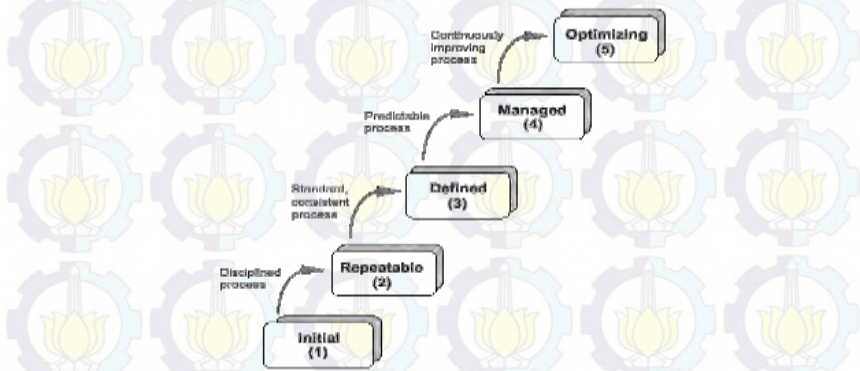 Continuously
improving
process
Optimizing
(5)
Predictable
process
Managed
(4)
Standard,
consistent
process
Defined
(3)
Disciplined
process
Repeatable
(2)
Initial
(1)